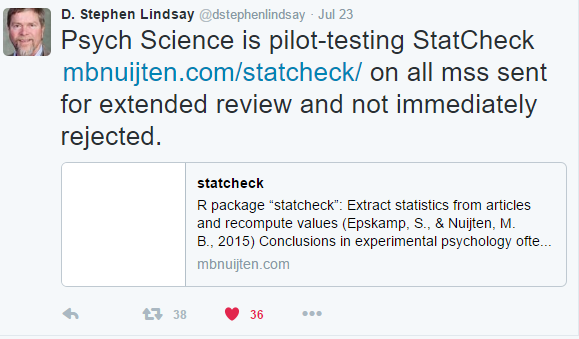 D. Stephen Lindsay @dstephenlindsay · Jul 23
Psych Science is pilot-testing StatCheck
mbnuijten.com/statcheck/ on all mss sent
for extended review and not immediately
rejected.
statcheck
R package “statcheck”: Extract statistics from articles
and recompute values (Epskamp, S., & Nuijten, M.
B., 2015) Conclusions in experimental psychology ofte...
mbnuijten.com
38 36